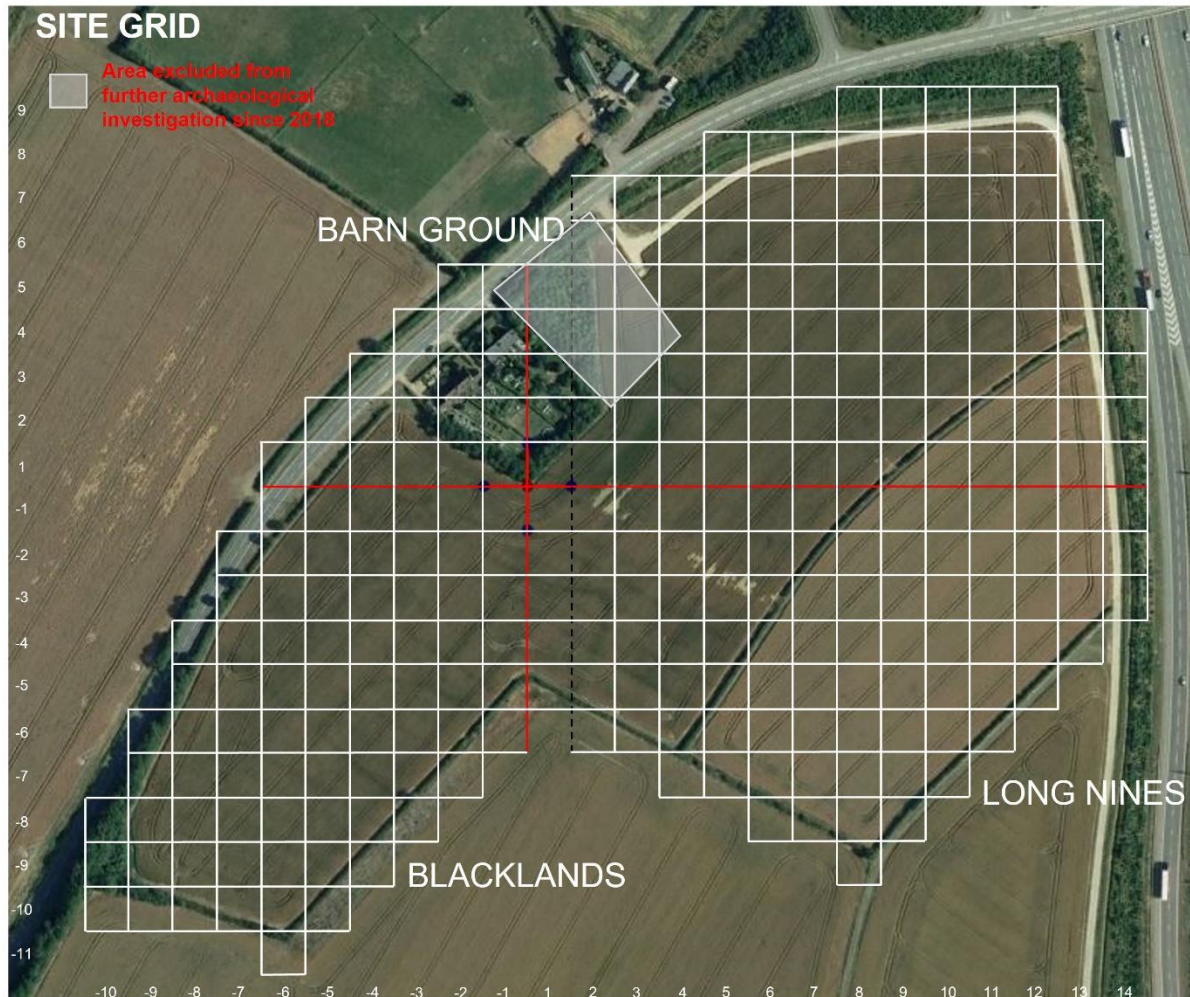 SITE GRID
Area excluded from
further archaeological
investigation since 2018
9
8
7
BARN GROUND
6
5
4
3
2
1
-1
-2
-3
-4
-5
-6
-7
LONG NINES
-8
BLACKLANDS
-9
-10
-11
-10 -9 -8 -7 -6 -5 -4 -3 -2 -1 1 2 3 4 5 6 7 8 9 10 11 12 13 14